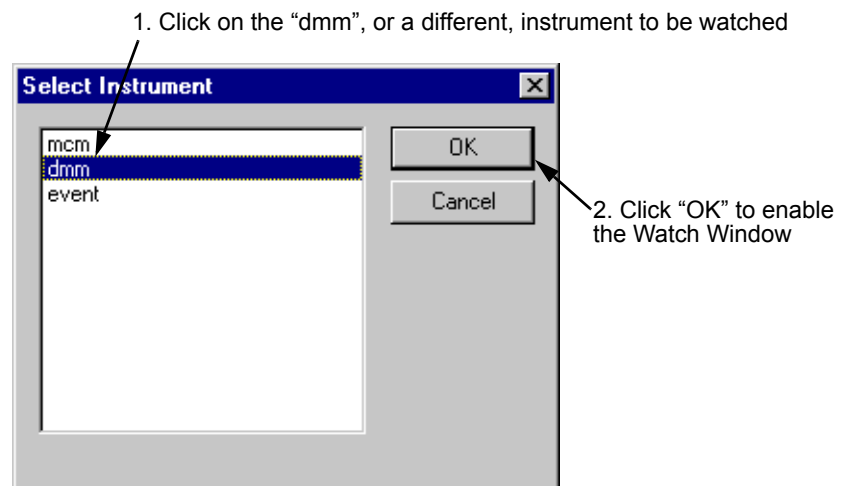 1. Click on the “dmm”, or a different, instrument to be watched
Select Instrument
mcm
dmm
event
OK
Cancel
2. Click “OK” to enable
the Watch Window